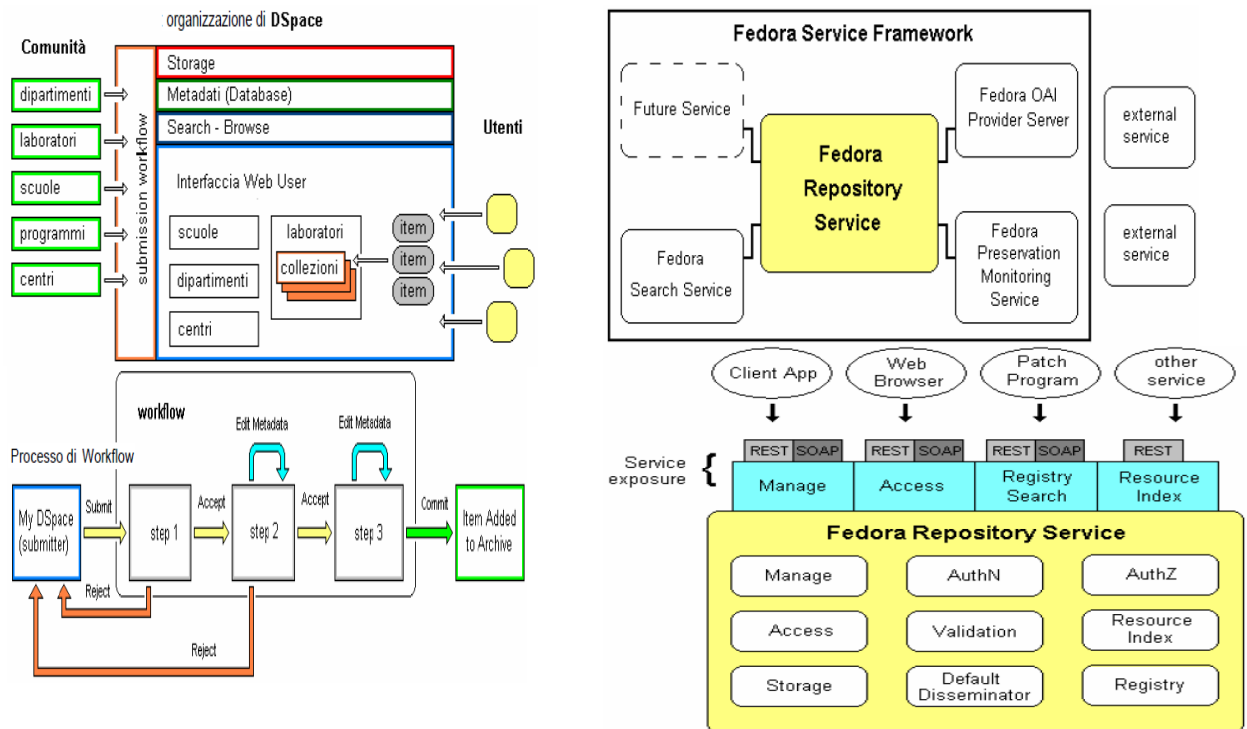 organizzazione di DSpace
Comunità
dipartimenti
laboratori
scuole
programmi
centri
submission workflow
Storage
Metadati (Database)
Search - Browse
Interfaccia Web User
scuole
dipartimenti
centri
laboratori
collezioni
item
item
item
Utenti
Processo di Workflow
workflow
My DSpace
(submitter)
Submit
step 1
Accept
Edit Metadata
step 2
Accept
Edit Metadata
step 3
Commit
Item Added
to Archive
Reject
Reject
Fedora Service Framework
Future Service
Fedora OAI
Provider Server
Fedora
Repository
Service
Fedora
Search Service
Fedora
Preservation
Monitoring
Service
external
service
external
service
Client App
Web
Browser
Patch
Program
other
service
Service
exposure
REST SOAP
REST SOAP
REST SOAP
REST
Manage
Access
Registry
Search
Resource
Index
Fedora Repository Service
Manage
AuthN
AuthZ
Access
Validation
Resource
Index
Storage
Default
Disseminator
Registry